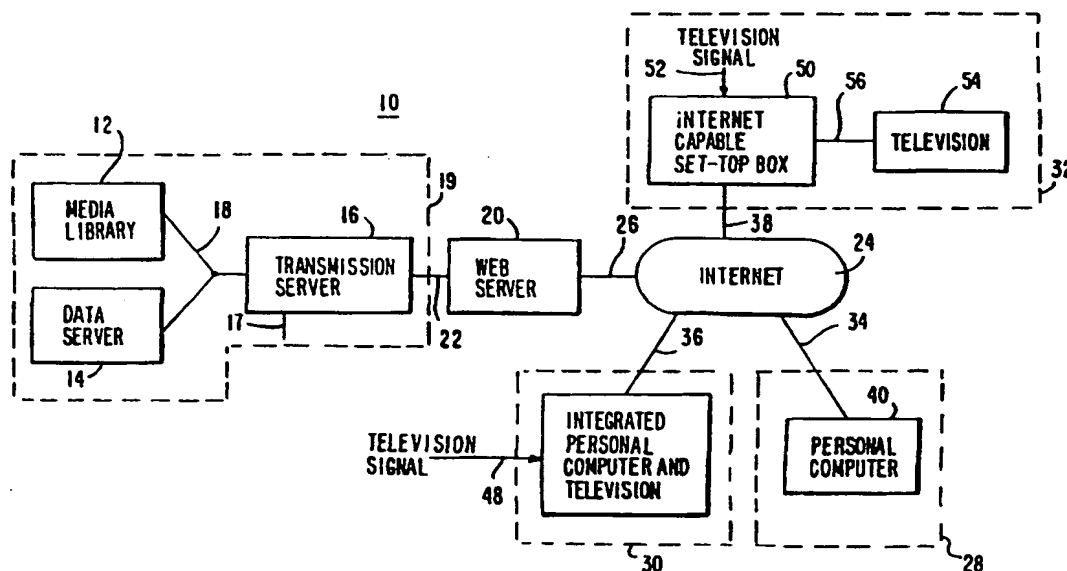 TELEVISION
SIGNAL
52
50
56
54
10
INTERNET
CAPABLE
SET-TOP BOX
TELEVISION
32
12
19
MEDIA
LIBRARY
18
16
20
26
38
24
TRANSMISSION
SERVER
WEB
SERVER
INTERNET
DATA
SERVER
17
22
14
36
34
40
INTEGRATED
PERSONAL
COMPUTER AND
TELEVISION
PERSONAL
COMPUTER
TELEVISION
SIGNAL
48
30
28